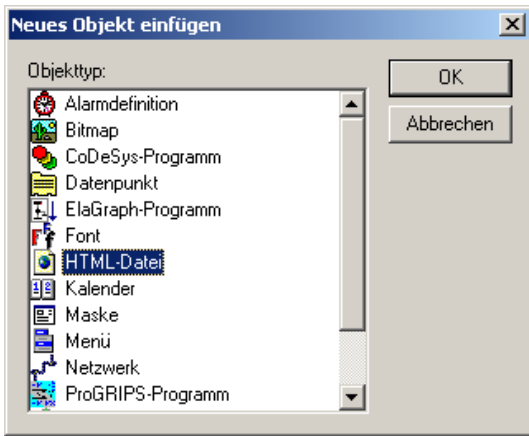 Neues Objekt einfügen
Objekttyp:
OK
Abbrechen
Alarmdefinition
Bitmap
CoDeSys-Programm
Datenpunkt
ElaGraph-Programm
Font
HTML-Datei
Kalender
Maske
Menü
Netzwerk
ProGRIPS-Programm